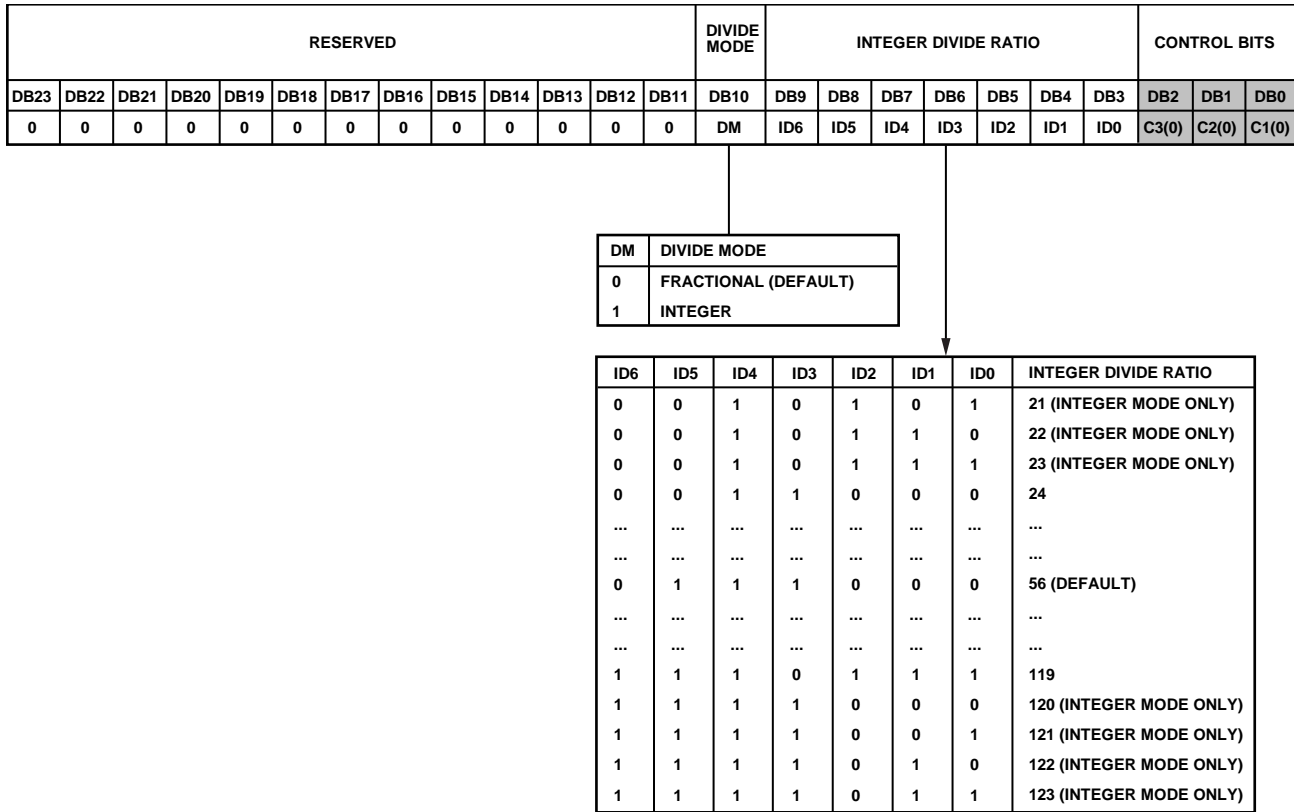 RESERVED DIVIDE MODE INTEGER DIVIDE RATIO CONTROL BITS
DB23 DB22 DB21 DB20 DB19 DB18 DB17 DB16 DB15 DB14 DB13 DB12 DB11 DB10 DB9 DB8 DB7 DB6 DB5 DB4 DB3 DB2 DB1 DB0
0 0 0 0 0 0 0 0 0 0 0 0 0 DM ID6 ID5 ID4 ID3 ID2 ID1 ID0 C3(0) C2(0) C1(0)
DM DIVIDE MODE
0 FRACTIONAL (DEFAULT)
1 INTEGER
ID6 ID5 ID4 ID3 ID2 ID1 ID0 INTEGER DIVIDE RATIO
0 0 1 0 1 0 1 21 (INTEGER MODE ONLY)
0 0 1 0 1 1 0 22 (INTEGER MODE ONLY)
0 0 1 0 1 1 1 23 (INTEGER MODE ONLY)
0 0 1 1 0 0 0 24
... ... ... ... ... ... ... ...
... ... ... ... ... ... ... ...
0 1 1 1 0 0 0 56 (DEFAULT)
... ... ... ... ... ... ... ...
... ... ... ... ... ... ... ...
1 1 1 0 1 1 1 119
1 1 1 1 0 0 0 120 (INTEGER MODE ONLY)
1 1 1 1 0 0 1 121 (INTEGER MODE ONLY)
1 1 1 1 0 1 0 122 (INTEGER MODE ONLY)
1 1 1 1 0 1 1 123 (INTEGER MODE ONLY)